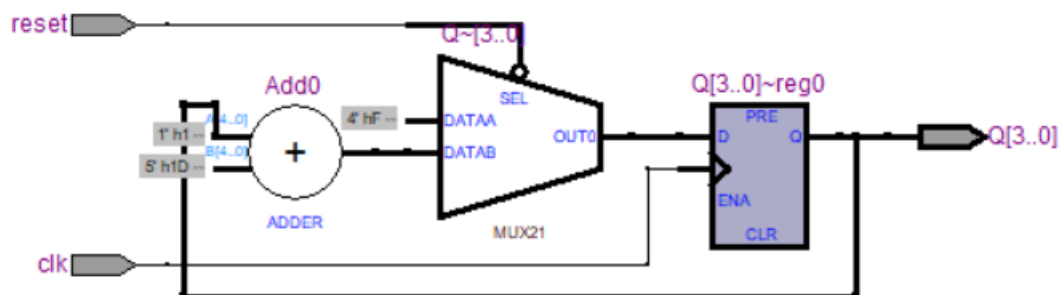 reset
Q~[3..0]
SEL
Add0
A[4..0]
1' h1 --
B[4..0]
5' h1D --
+
ADDER
4' hF --
DATAA
DATAB
OUT0
MUX21
Q[3..0]~reg0
PRE
D
Q
ENA
CLR
Q[3..0]
clk